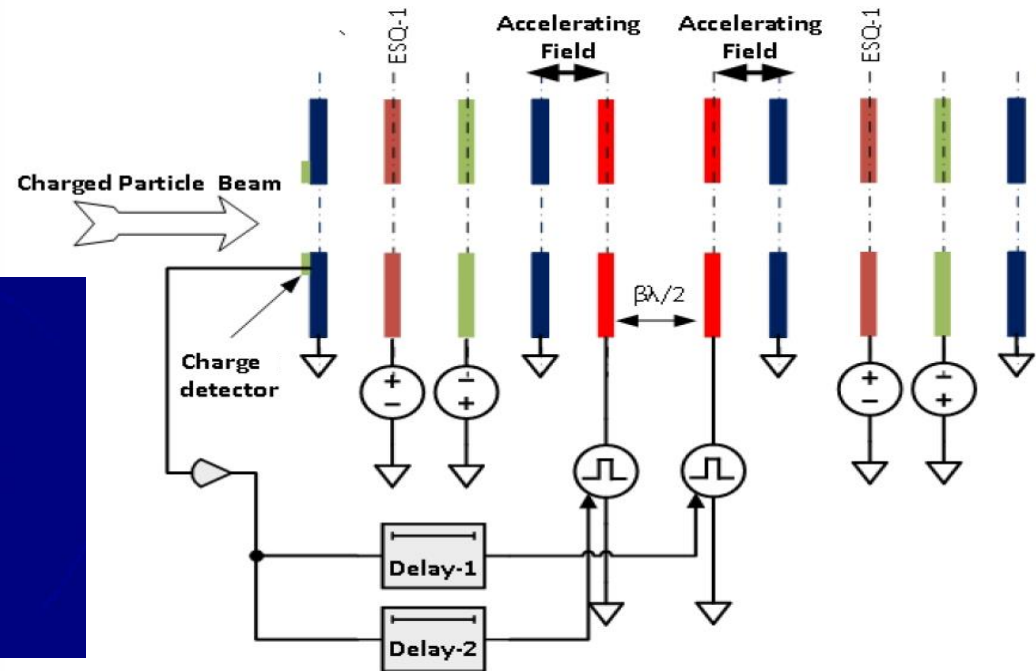 Accelerating
Field
Accelerating
Field
ESQ-1
ESQ-1
Charged Particle Beam
βλ/2
Charge
detector
+
−
−
+
+
−
−
+
Delay-1
Delay-2